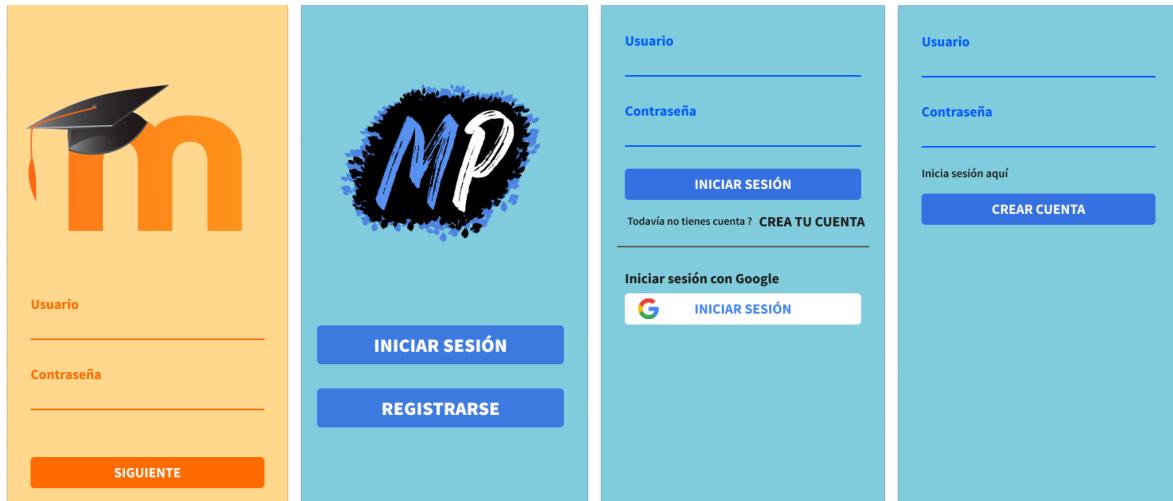 m
Usuario
Contraseña
SIGUIENTE
MP
INICIAR SESIÓN
REGISTRARSE
Usuario
Contraseña
INICIAR SESIÓN
Todavía no tienes cuenta ? CREA TU CUENTA
Iniciar sesión con Google
G INICIAR SESIÓN
Usuario
Contraseña
Inicia sesión aquí
CREAR CUENTA